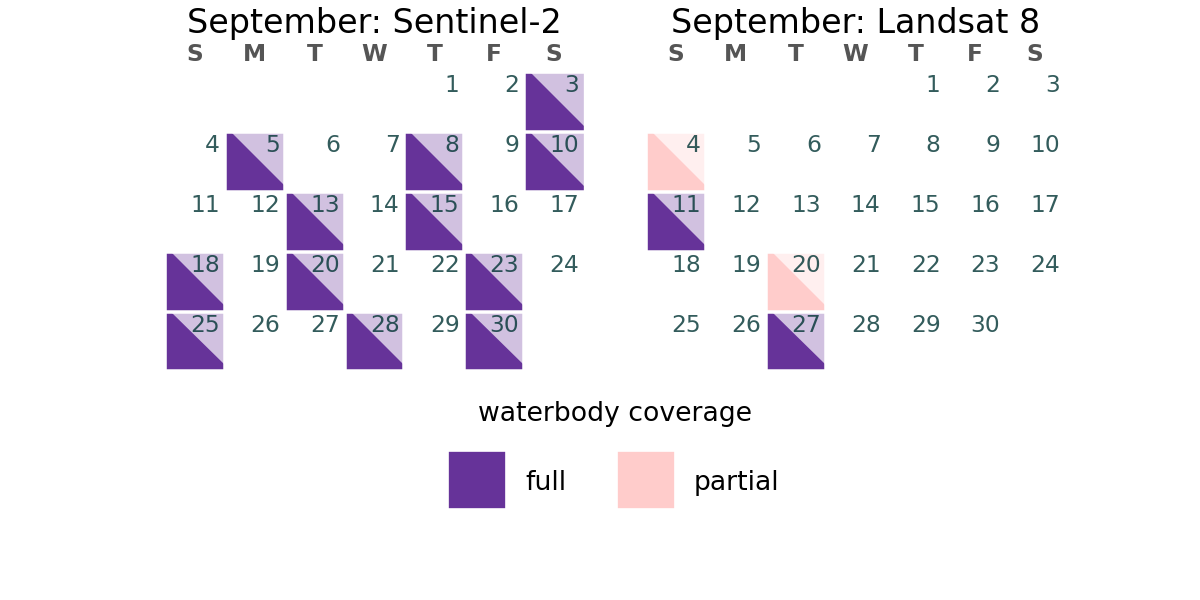 September: Sentinel-2
S M T W T F S
1 2 3
4 5 6 7 8 9 10
11 12 13 14 15 16 17
18 19 20 21 22 23 24
25 26 27 28 29 30
September: Landsat 8
S M T W T F S
1 2 3
4 5 6 7 8 9 10
11 12 13 14 15 16 17
18 19 20 21 22 23 24
25 26 27 28 29 30
waterbody coverage
full partial